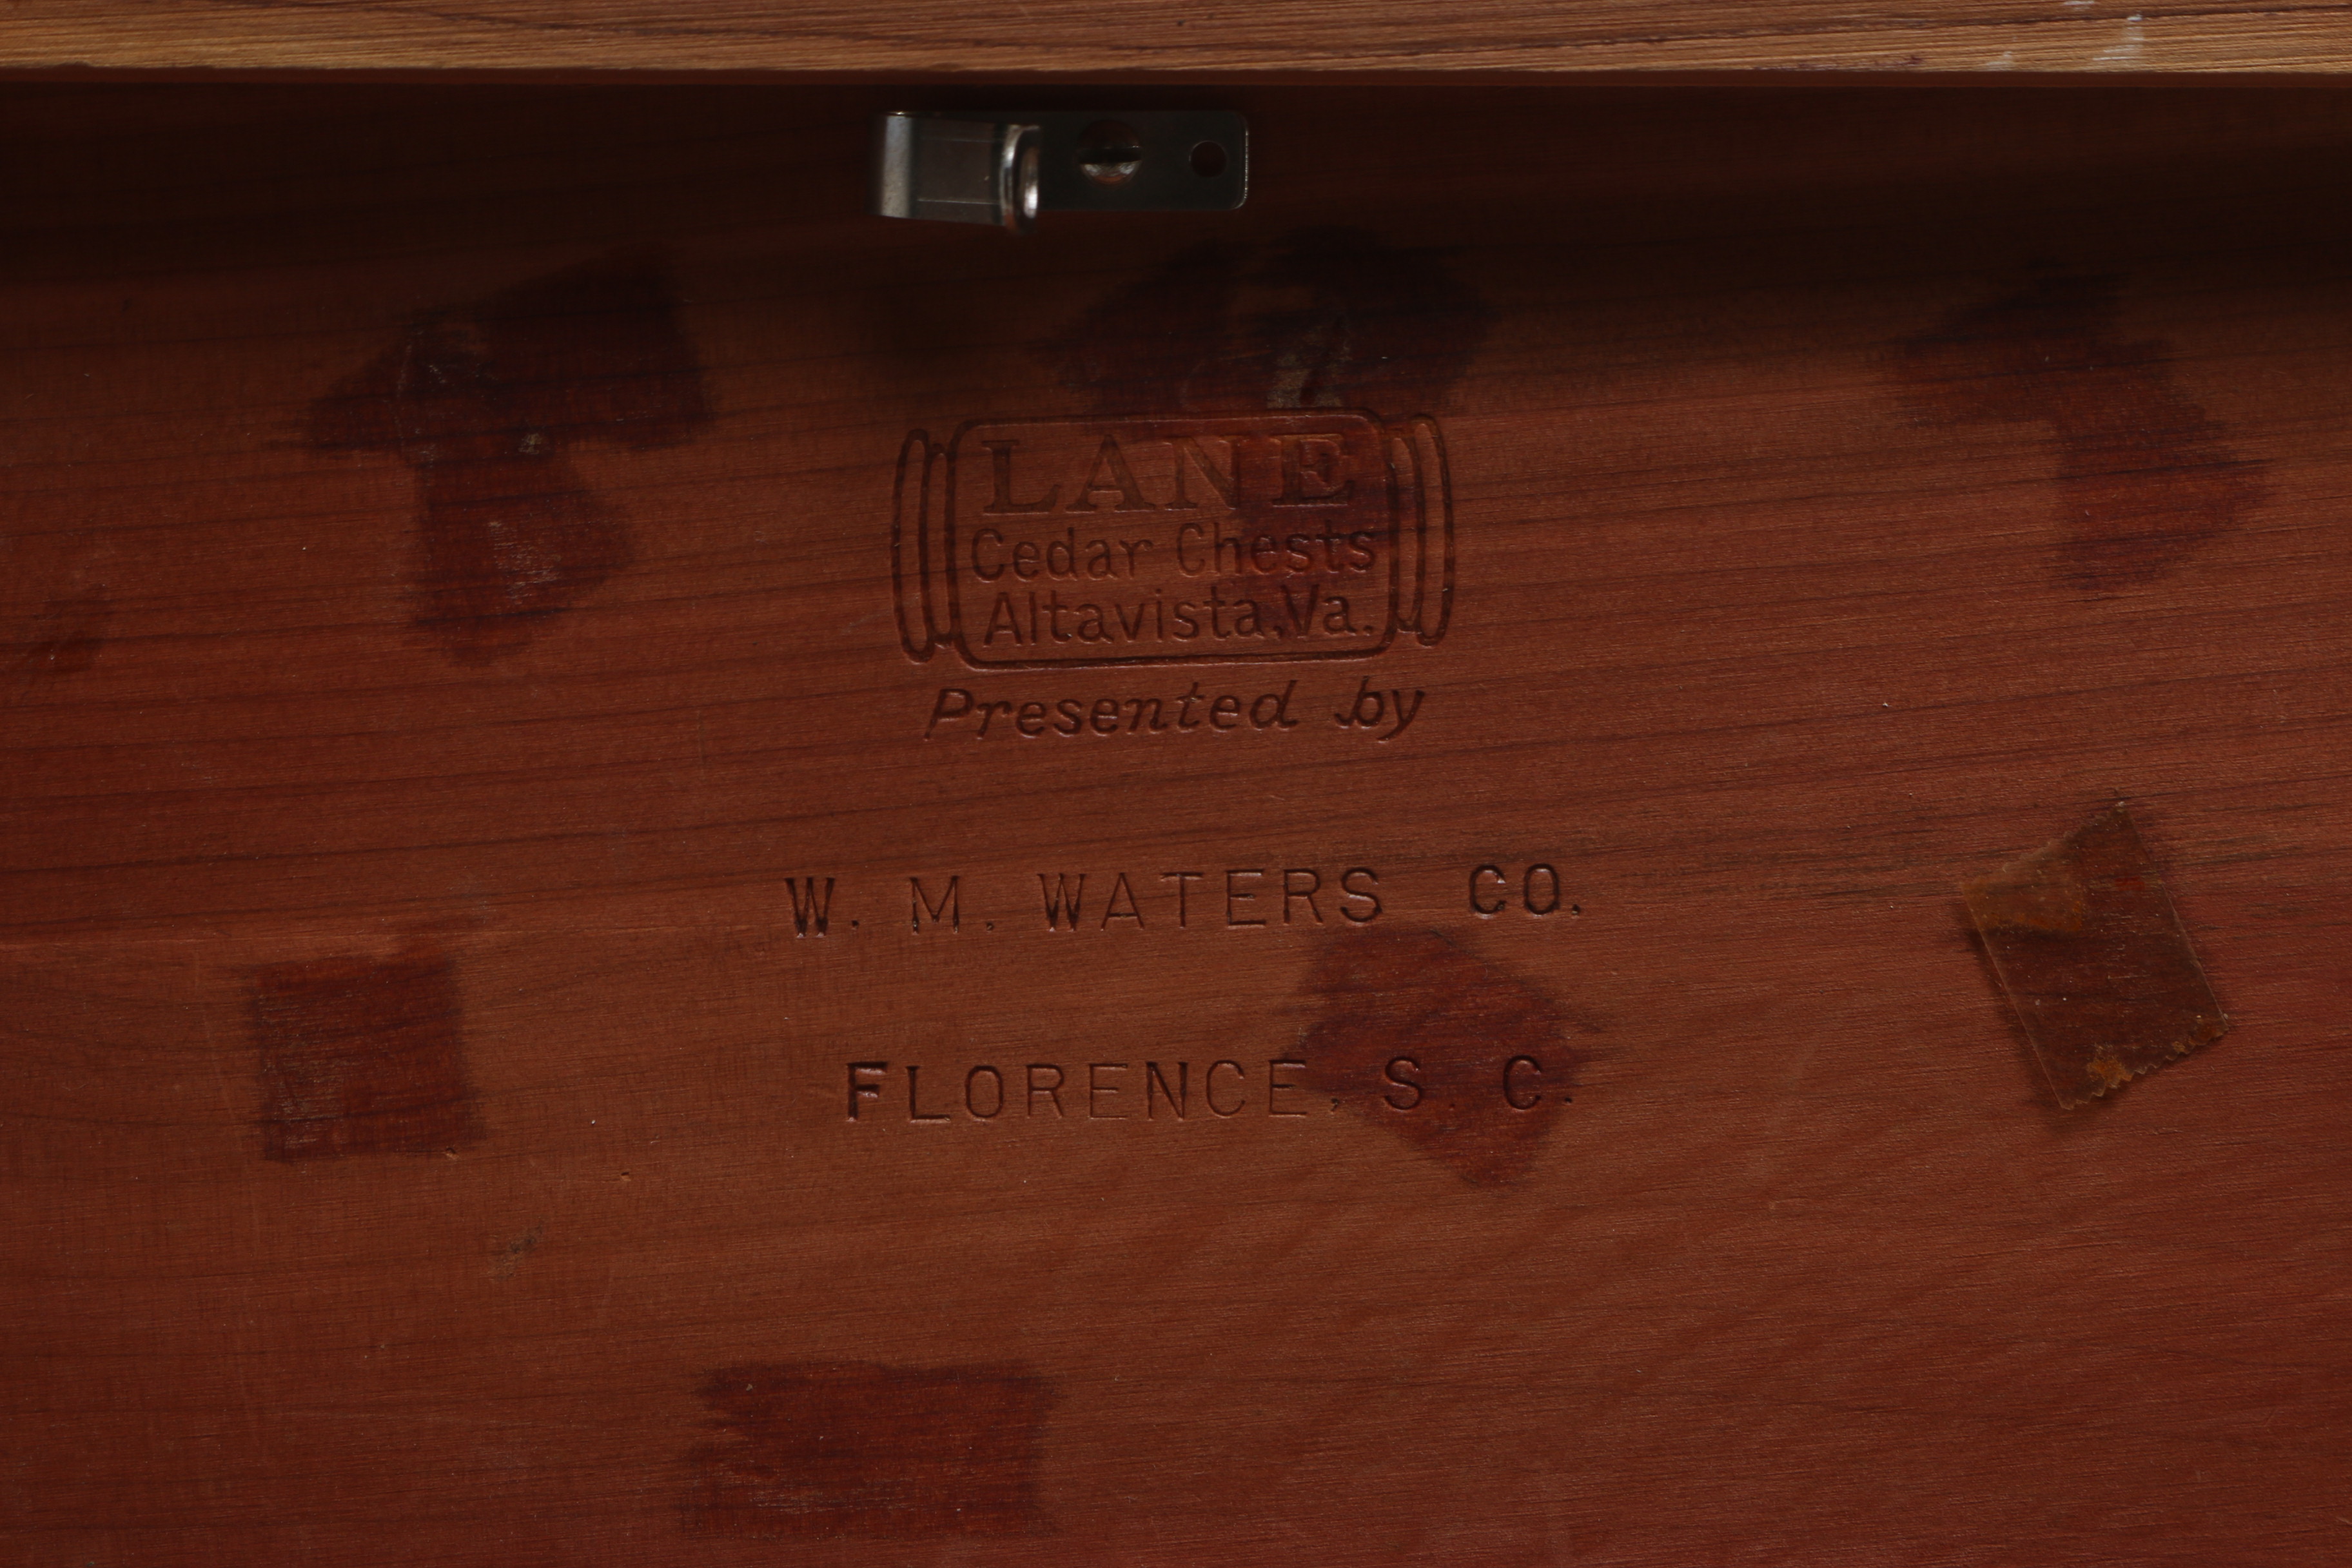 LANE
Cedar Chests
Altavista, Va.
Presented by
W. M. WATERS CO.
FLORENCE, S. C.